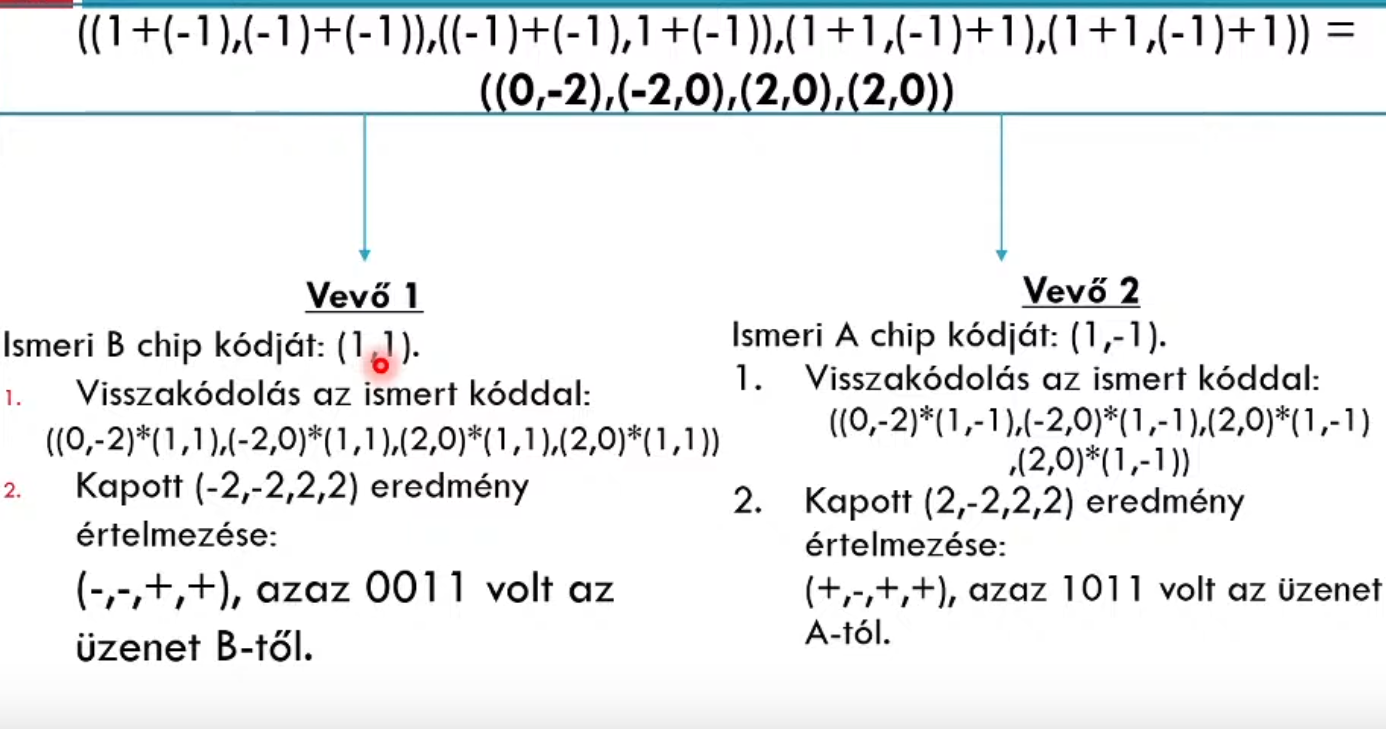 ((1+(-1),(-1)+(-1)),((-1)+(-1),1+(-1)),(1+1,(-1)+1),(1+1,(-1)+1)) =
((0,-2),(-2,0),(2,0),(2,0))
Vevő 1
Ismeri B chip kódját: (1,1).
1. Visszakódolás az ismert kóddal:
((0,-2)*(1,1),(-2,0)*(1,1),(2,0)*(1,1),(2,0)*(1,1))
2. Kapott (-2,-2,2,2) eredmény
értelmezése:
(-,-,+,+), azaz 0011 volt az
üzenet B-től.
Vevő 2
Ismeri A chip kódját: (1,-1).
1. Visszakódolás az ismert kóddal:
((0,-2)*(1,-1),(-2,0)*(1,-1),(2,0)*(1,-1)
,(2,0)*(1,-1))
2. Kapott (2,-2,2,2) eredmény
értelmezése:
(+,-,+,+), azaz 1011 volt az üzenet
A-tól.